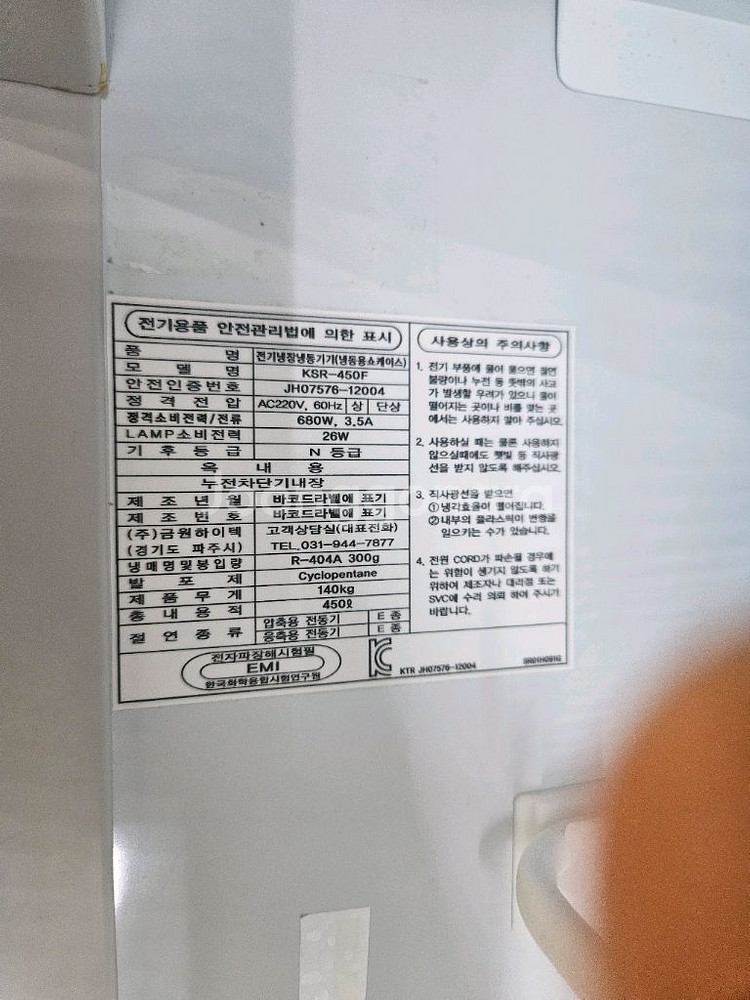 전기용품 안전관리법에 의한 표시
품 명 전기냉장냉동기기(냉동용쇼케이스)
모 델 명 KSR-450F
안전인증번호 JH07576-12004
정격전압 AC220V, 60Hz 상 단상
정격소비전력/전류 680W, 3.5A
LAMP소비전력 26W
기후등급 N 등급
옥 내 용
누전차단기내장
제조년월 바코드라벨에 표기
제조번호 바코드라벨에 표기
(주)금원하이텍 고객상담실(대표전화)
(경기도 파주시) TEL.031-944-7877
냉매명및봉입량 R-404A 300g
발 포 제 Cyclopentane
제품무게 140kg
총내용적 450ℓ
절연종류 압축용 전동기 E 종
응축용 전동기 E 종
전자파장해시험필
EMI
한국화학융합시험연구원
KTR JH07576-12004
사용상의 주의사항
1. 전기 부품에 물이 묻으면 절연
불량이나 누전 등 뜻밖의 사고
가 발생할 우려가 있으니 물이
떨어지는 곳이나 비를 맞는 곳
에서는 사용하지 말아 주십시오.
2. 사용하실 때는 물론 사용하지
않으실때에도 햇빛 등 직사광
선을 받지 않도록 해주십시오.
3. 직사광선을 받으면
①냉각효율이 떨어집니다.
②내부의 플라스틱이 변형을
일으키는 수가 있습니다.
4. 전원 CORD가 파손될 경우에
는 위험이 생기지 않도록 하기
위하여 제조자나 대리점 또는
SVC에 수리 의뢰 하여 주시기
바랍니다.